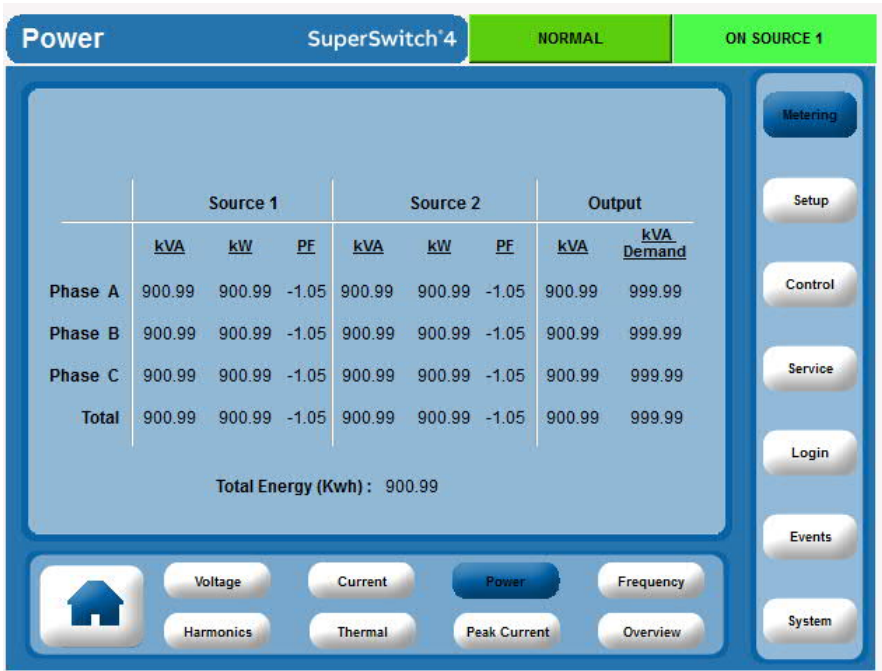 Power SuperSwitch®4 NORMAL ON SOURCE 1
Metering
Source 1 Source 2 Output
Setup
kVA kW PF kVA kW PF kVA kVA Demand
Phase A 900.99 900.99 -1.05 900.99 900.99 -1.05 900.99 999.99
Control
Phase B 900.99 900.99 -1.05 900.99 900.99 -1.05 900.99 999.99
Phase C 900.99 900.99 -1.05 900.99 900.99 -1.05 900.99 999.99
Service
Total 900.99 900.99 -1.05 900.99 900.99 -1.05 900.99 999.99
Login
Total Energy (Kwh) : 900.99
Events
Voltage Current Power Frequency
Harmonics Thermal Peak Current Overview
System